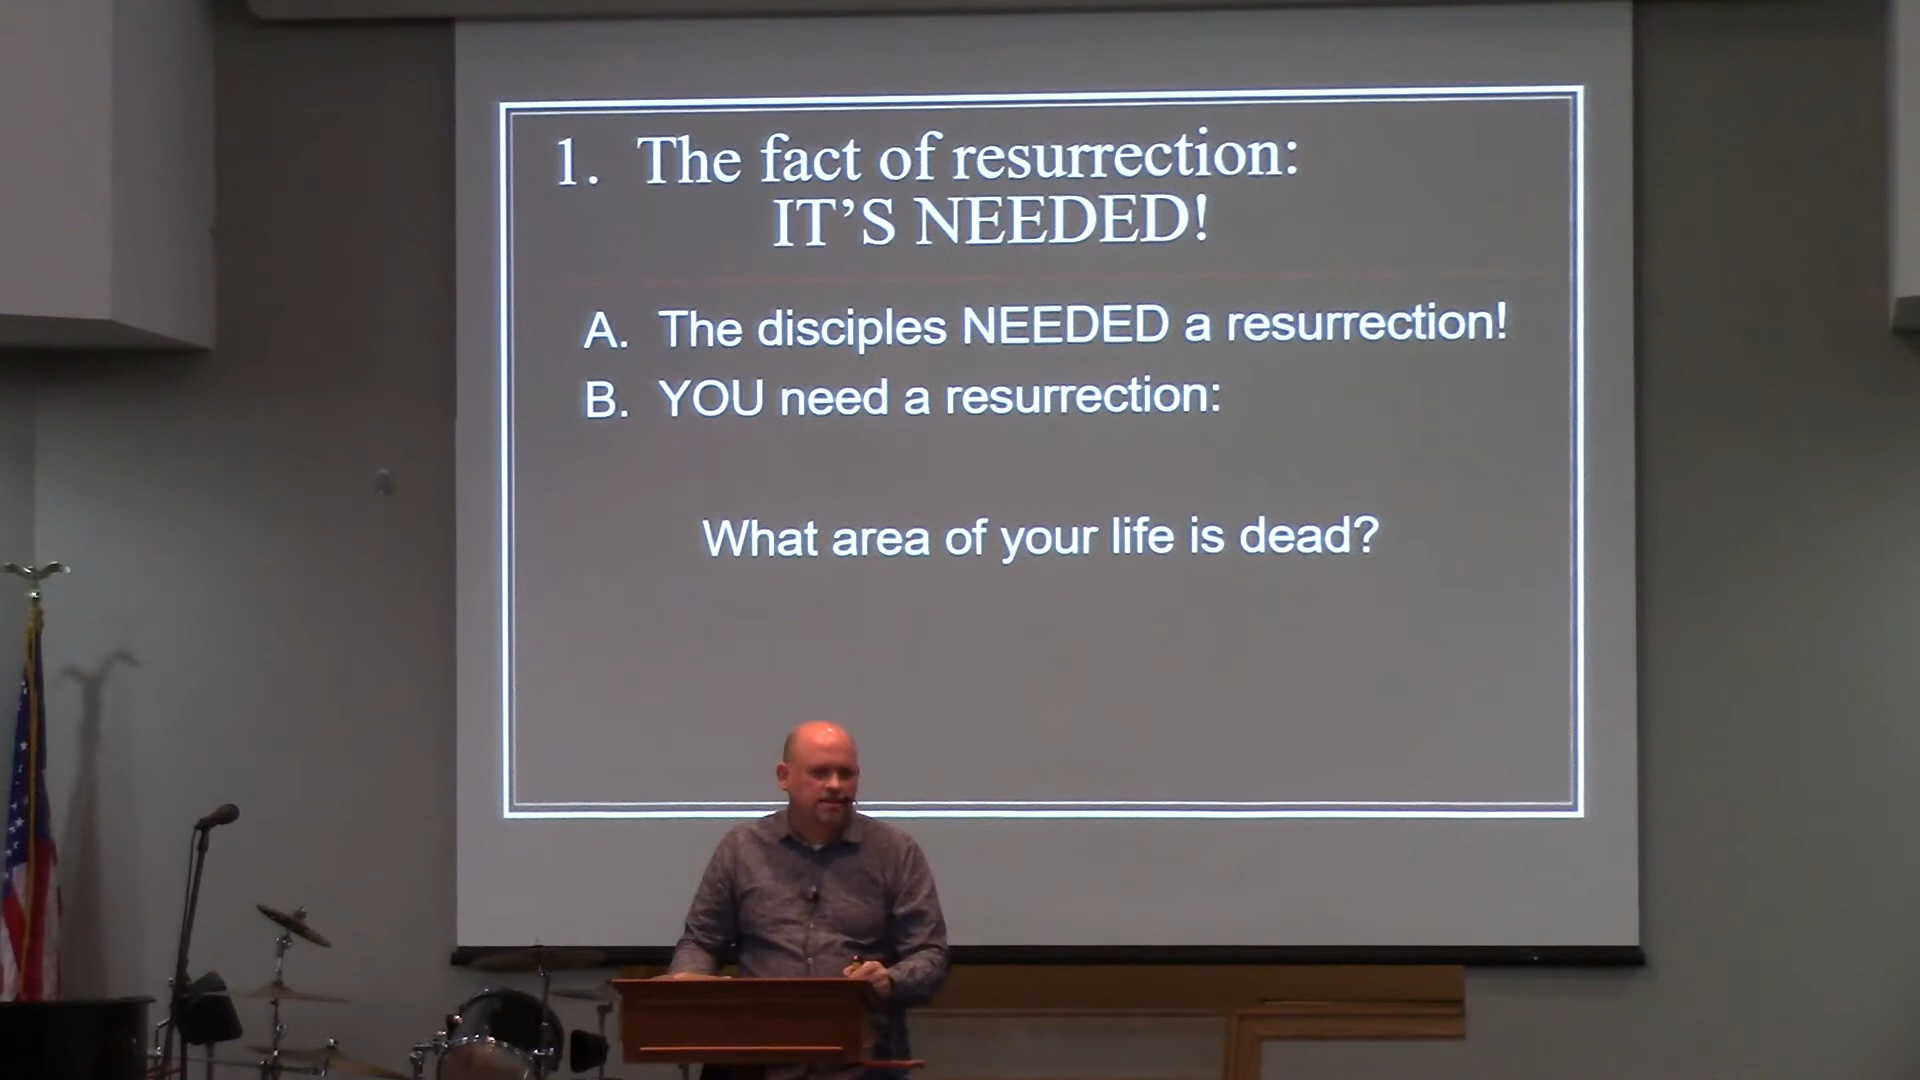 1. The fact of resurrection:
IT’S NEEDED!
A. The disciples NEEDED a resurrection!
B. YOU need a resurrection:
What area of your life is dead?